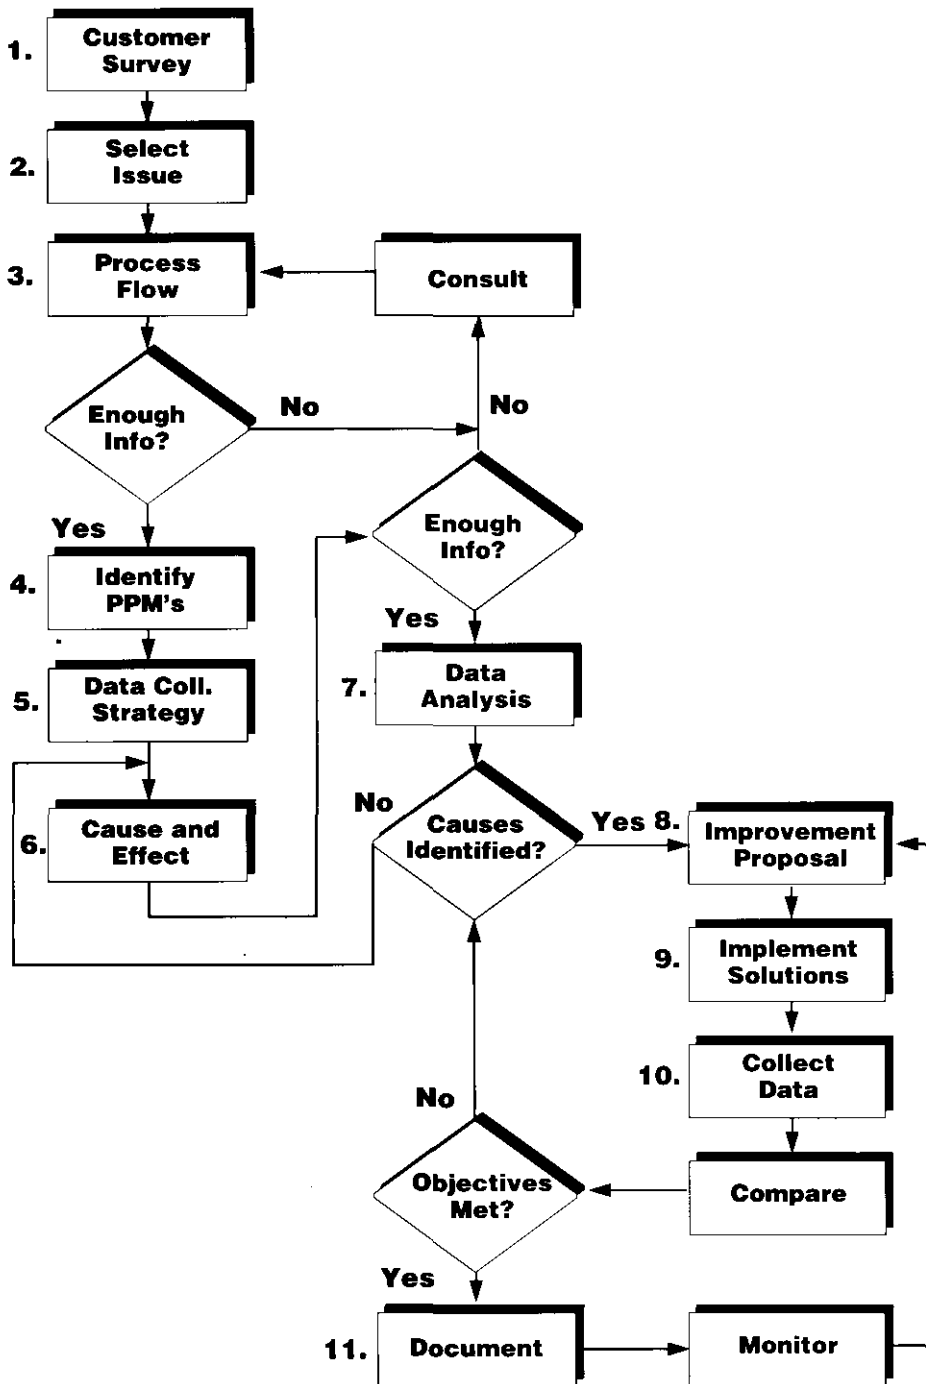 1.
Customer
Survey
2.
Select
Issue
3.
Process
Flow
Consult
Enough
Info?
No
No
Yes
Enough
Info?
4.
Identify
PPM's
Yes
5.
Data Coll.
Strategy
7.
Data
Analysis
6.
Cause and
Effect
No
Causes
Identified?
Yes 8.
Improvement
Proposal
9.
Implement
Solutions
10.
Collect
Data
No
Objectives
Met?
Compare
Yes
11.
Document
Monitor